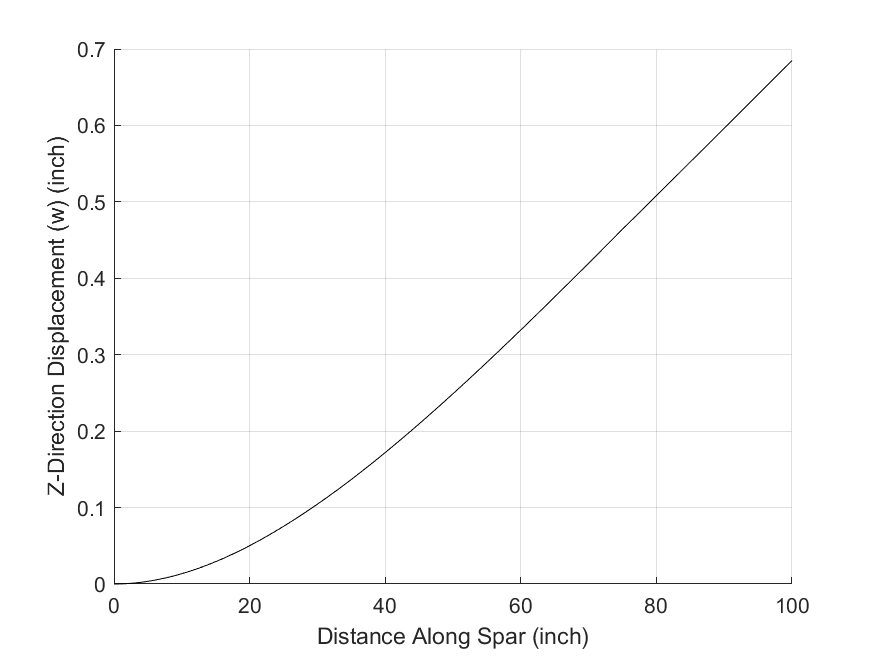 0.7
0.6
0.5
0.4
0.3
0.2
0.1
0
Z-Direction Displacement (w) (inch)
0 20 40 60 80 100
Distance Along Spar (inch)